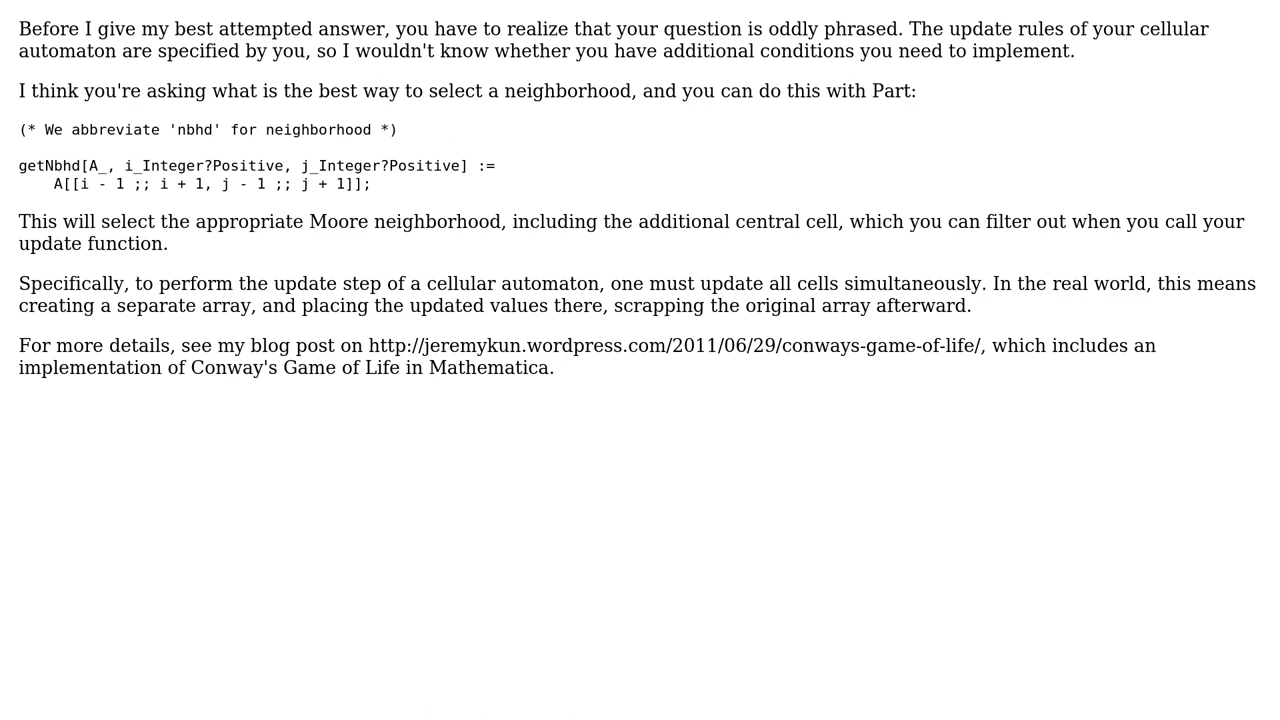 Before I give my best attempted answer, you have to realize that your question is oddly phrased. The update rules of your cellular
automaton are specified by you, so I wouldn't know whether you have additional conditions you need to implement.
I think you're asking what is the best way to select a neighborhood, and you can do this with Part:
(* We abbreviate 'nbhd' for neighborhood *)
getNbhd[A_, i_Integer?Positive, j_Integer?Positive] :=
    A[[i - 1 ;; i + 1, j - 1 ;; j + 1]];
This will select the appropriate Moore neighborhood, including the additional central cell, which you can filter out when you call your
update function.
Specifically, to perform the update step of a cellular automaton, one must update all cells simultaneously. In the real world, this means
creating a separate array, and placing the updated values there, scrapping the original array afterward.
For more details, see my blog post on http://jeremykun.wordpress.com/2011/06/29/conways-game-of-life/, which includes an
implementation of Conway's Game of Life in Mathematica.